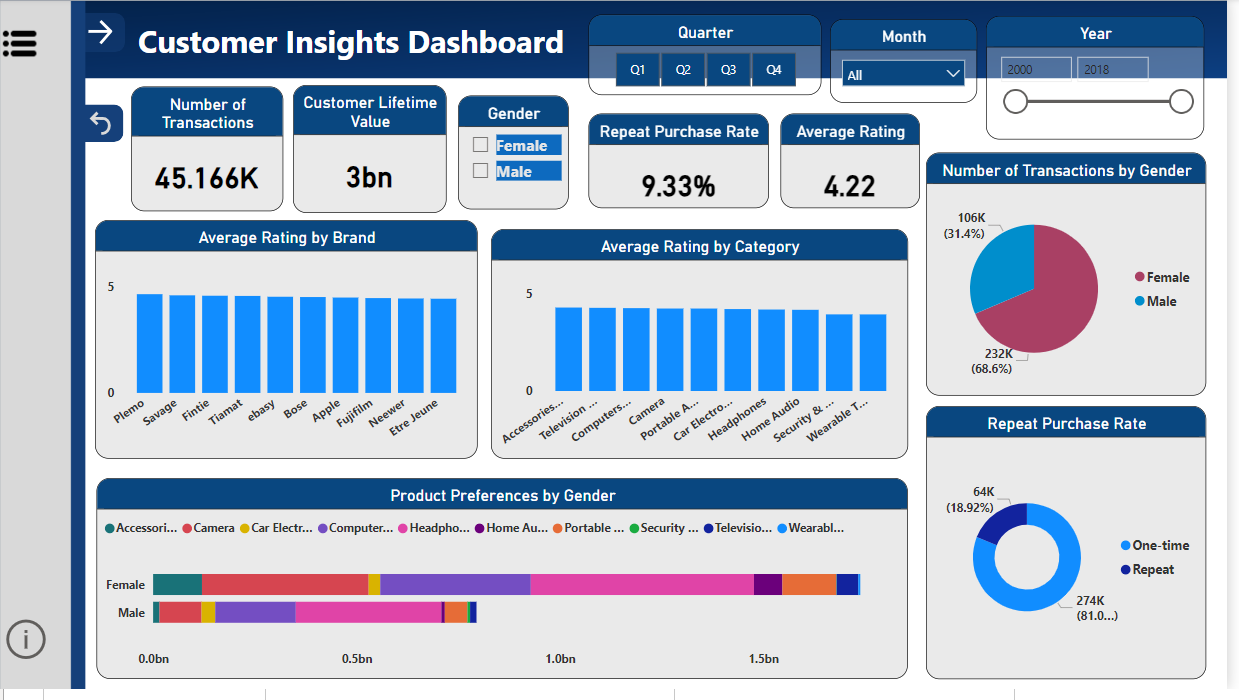 Customer Insights Dashboard
Quarter
Q1
Q2
Q3
Q4
Month
All
Year
2000
2018
Number of
Transactions
45.166K
Customer Lifetime
Value
3bn
Gender
Female
Male
Repeat Purchase Rate
9.33%
Average Rating
4.22
Number of Transactions by Gender
106K
(31.4%)
232K
(68.6%)
Female
Male
Average Rating by Brand
5
0
Plemo
Savage
Fintie
Tiamat
ebasy
Bose
Apple
Fujifilm
Neewer
Etre Jeune
Average Rating by Category
5
0
Accessories...
Television ...
Computers...
Camera
Portable A...
Car Electro...
Headphones
Home Audio
Security & ...
Wearable T...
Repeat Purchase Rate
64K
(18.92%)
274K
(81.0...)
One-time
Repeat
Product Preferences by Gender
Accessori... Camera Car Electr... Computer... Headpho... Home Au... Portable ... Security ... Televisio... Wearabl...
Female
Male
0.0bn
0.5bn
1.0bn
1.5bn